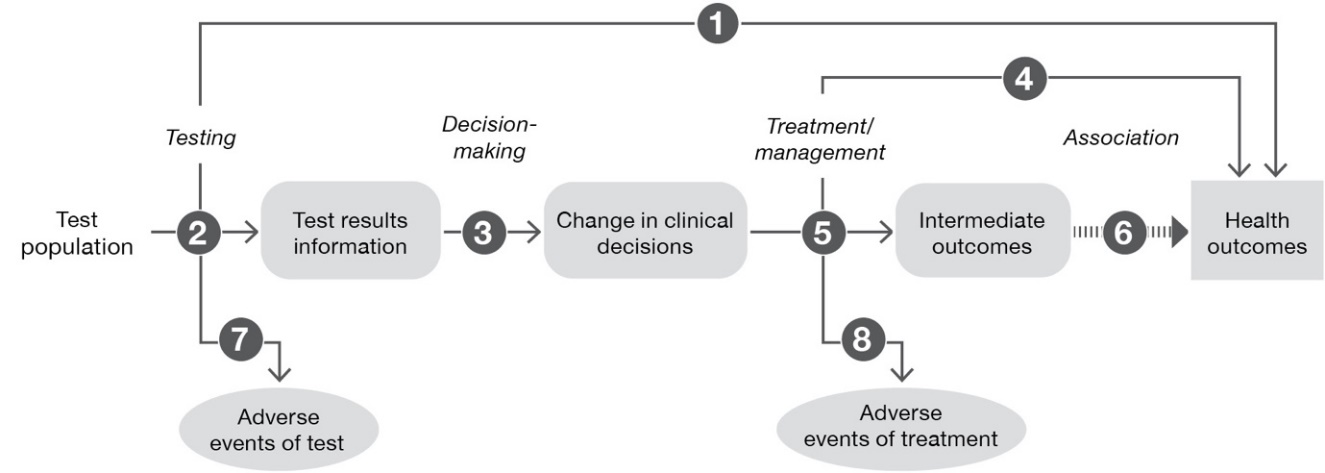 1
4
Testing
Decision-
making
Treatment/
management
Association
Test
population
2
Test results
information
3
Change in clinical
decisions
5
Intermediate
outcomes
6
Health
outcomes
7
8
Adverse
events of test
Adverse
events of treatment